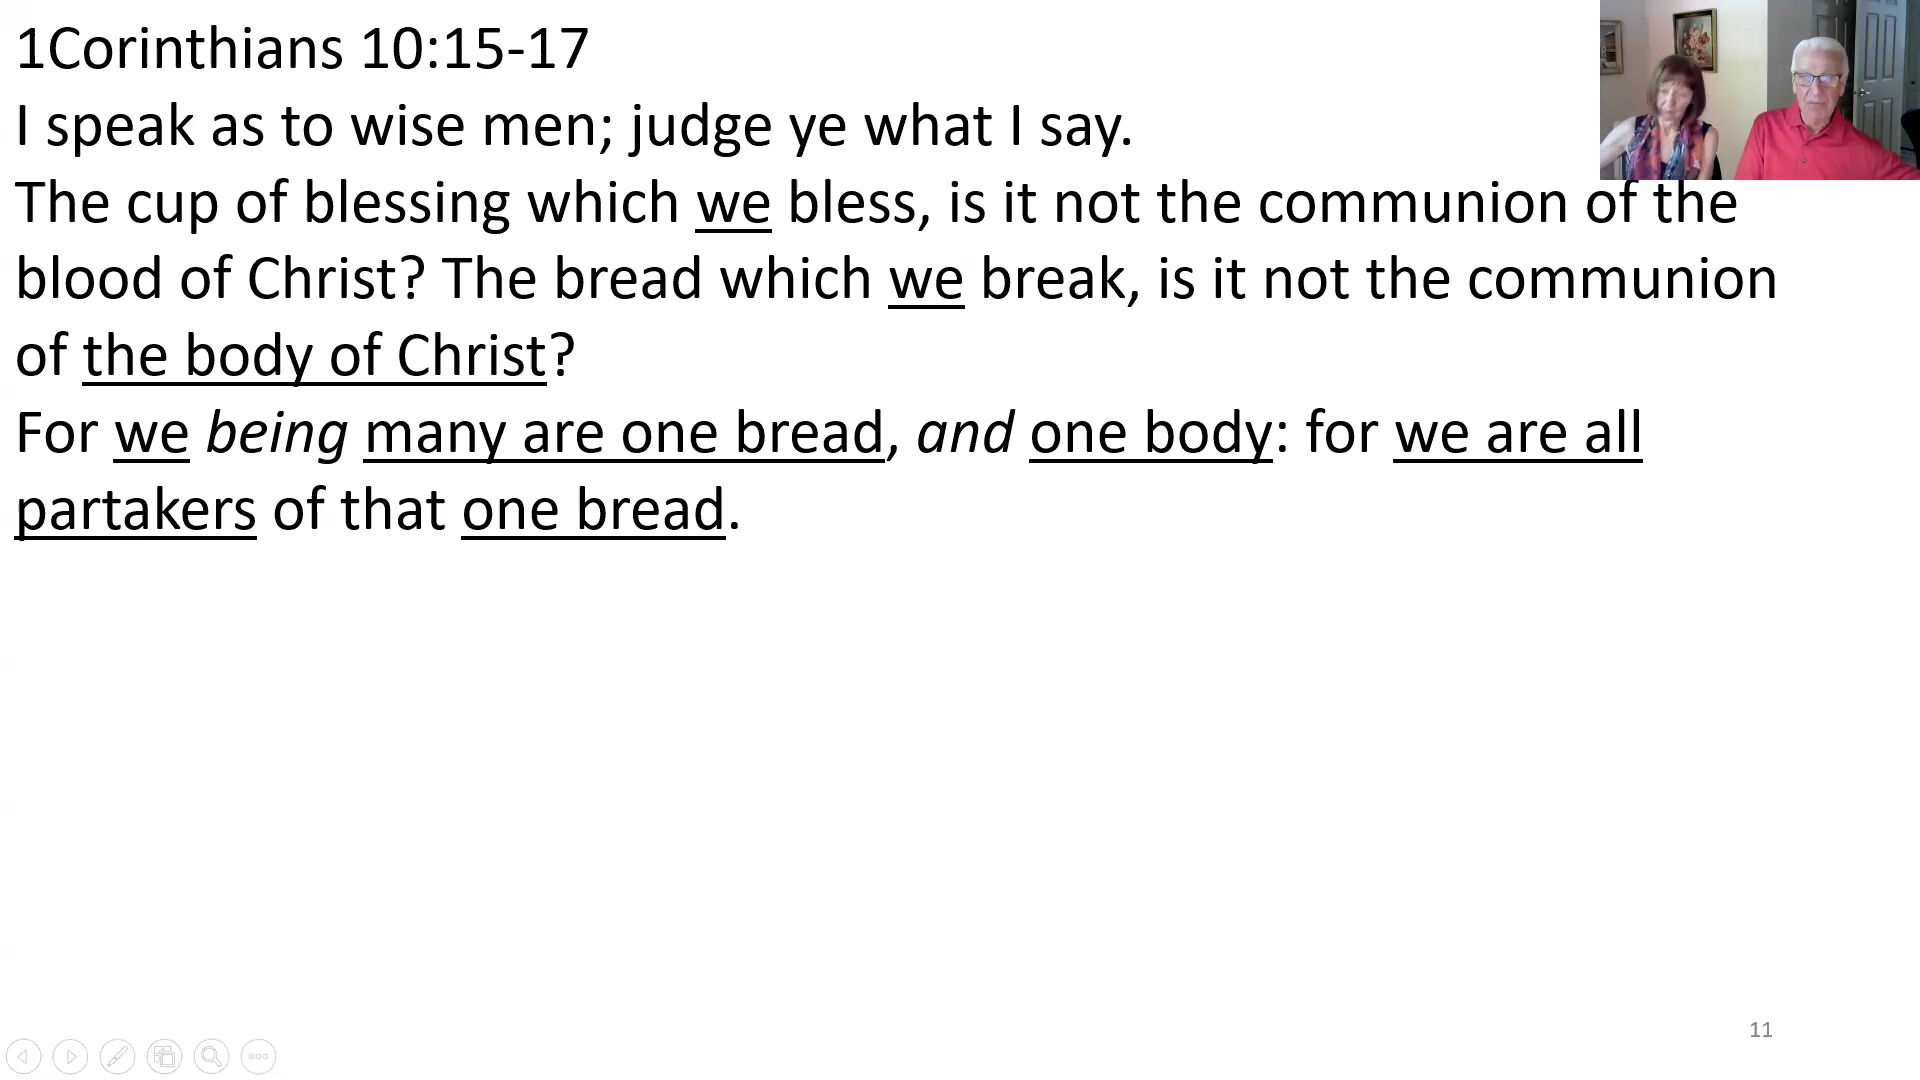 1Corinthians 10:15-17
I speak as to wise men; judge ye what I say.
The cup of blessing which we bless, is it not the communion of the
blood of Christ? The bread which we break, is it not the communion
of the body of Christ?
For we being many are one bread, and one body: for we are all
partakers of that one bread.
11